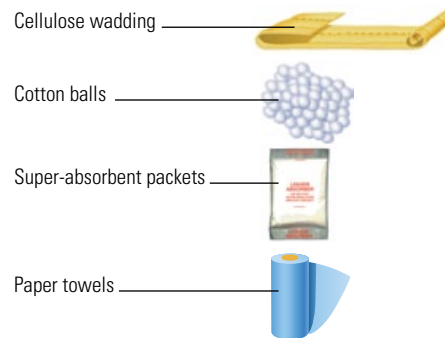 Cellulose wadding
Cotton balls
Super-absorbent packets
Paper towels